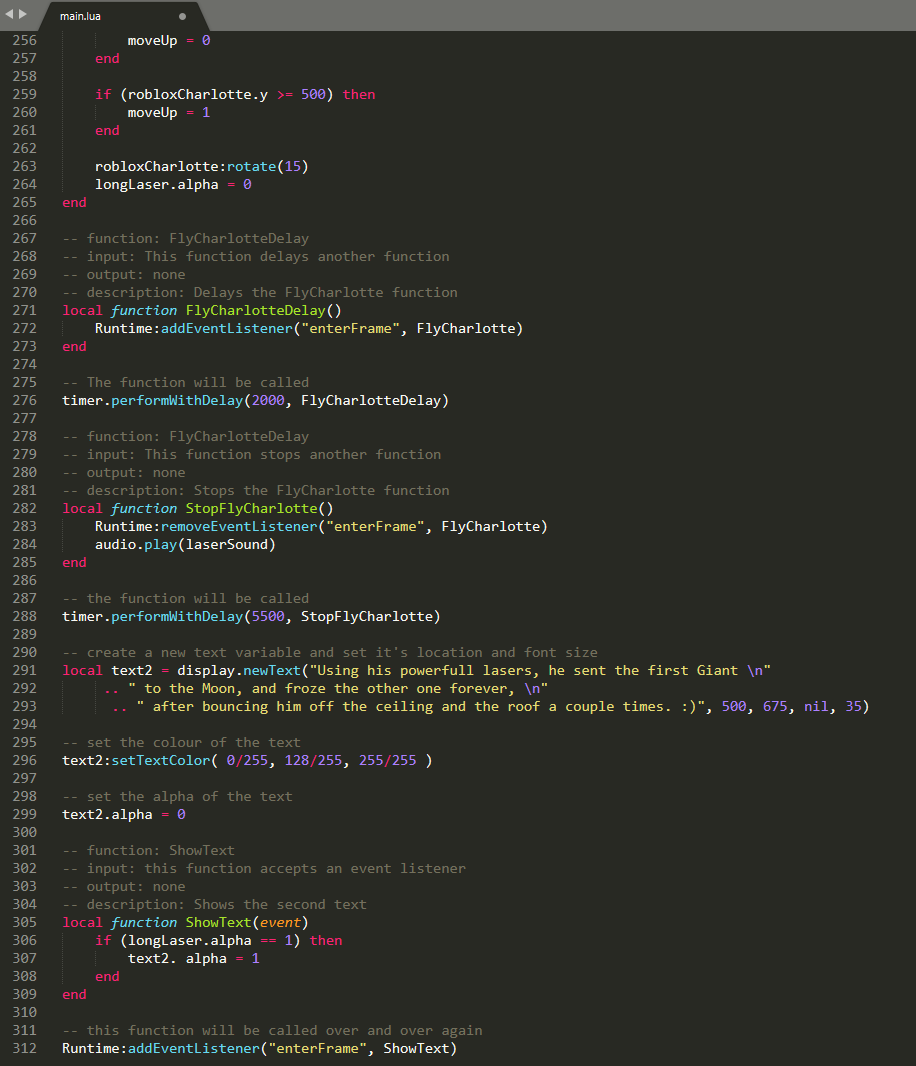 main.lua
256 moveUp = 0
257 end
258
259 if (robloxCharlotte.y >= 500) then
260 moveUp = 1
261 end
262
263 robloxCharlotte:rotate(15)
264 longLaser.alpha = 0
265 end
266
267 -- function: FlyCharlotteDelay
268 -- input: This function delays another function
269 -- output: none
270 -- description: Delays the FlyCharlotte function
271 local function FlyCharlotteDelay()
272 Runtime:addEventListener("enterFrame", FlyCharlotte)
273 end
274
275 -- The function will be called
276 timer.performWithDelay(2000, FlyCharlotteDelay)
277
278 -- function: FlyCharlotteDelay
279 -- input: This function stops another function
280 -- output: none
281 -- description: Stops the FlyCharlotte function
282 local function StopFlyCharlotte()
283 Runtime:removeEventListener("enterFrame", FlyCharlotte)
284 audio.play(laserSound)
285 end
286
287 -- the function will be called
288 timer.performWithDelay(5500, StopFlyCharlotte)
289
290 -- create a new text variable and set it's location and font size
291 local text2 = display.newText("Using his powerfull lasers, he sent the first Giant \n"
292 .. " to the Moon, and froze the other one forever, \n"
293 .. " after bouncing him off the ceiling and the roof a couple times. :)", 500, 675, nil, 35)
294
295 -- set the colour of the text
296 text2:setTextColor( 0/255, 128/255, 255/255 )
297
298 -- set the alpha of the text
299 text2.alpha = 0
300
301 -- function: ShowText
302 -- input: this function accepts an event listener
303 -- output: none
304 -- description: Shows the second text
305 local function ShowText(event)
306 if (longLaser.alpha == 1) then
307 text2. alpha = 1
308 end
309 end
310
311 -- this function will be called over and over again
312 Runtime:addEventListener("enterFrame", ShowText)